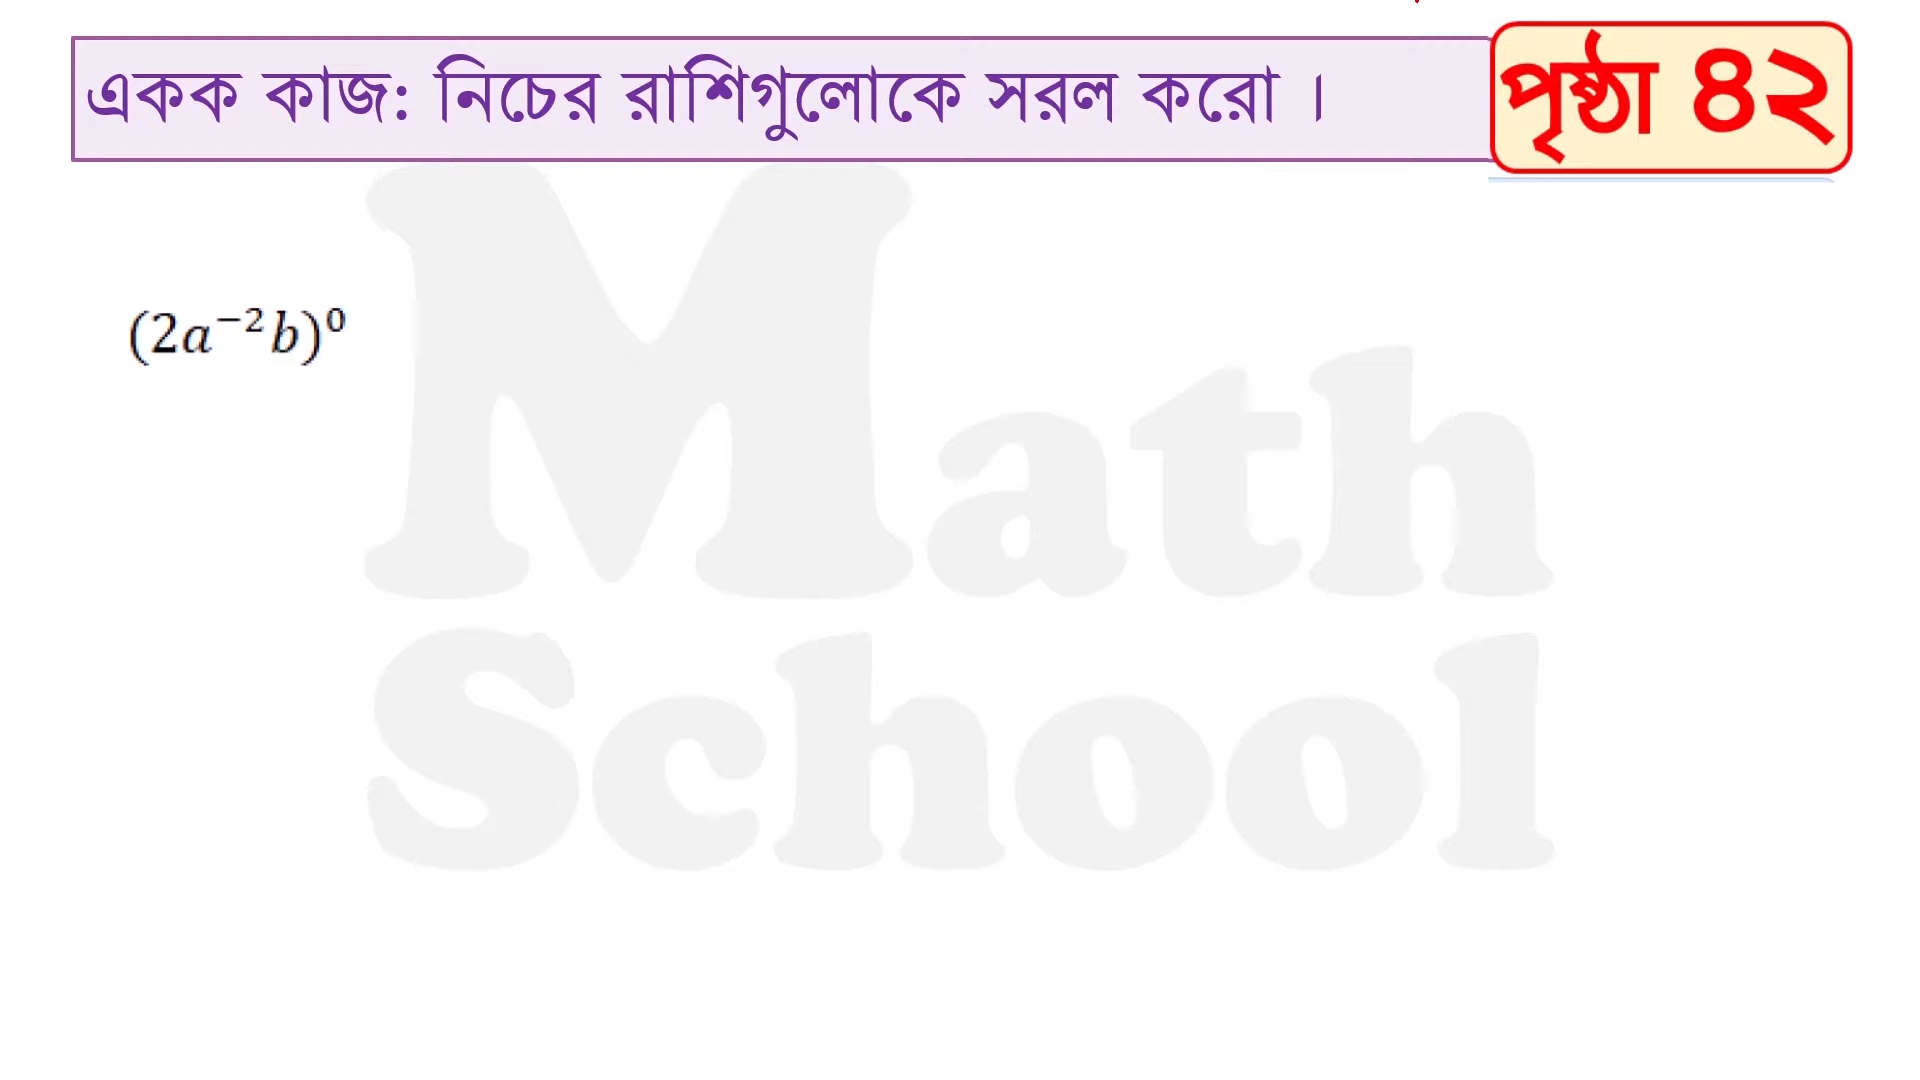 একক কাজ: নিচের রাশিগুলোকে সরল করো ।
পৃষ্ঠা ৪২
(2a⁻²b)⁰
Math
School